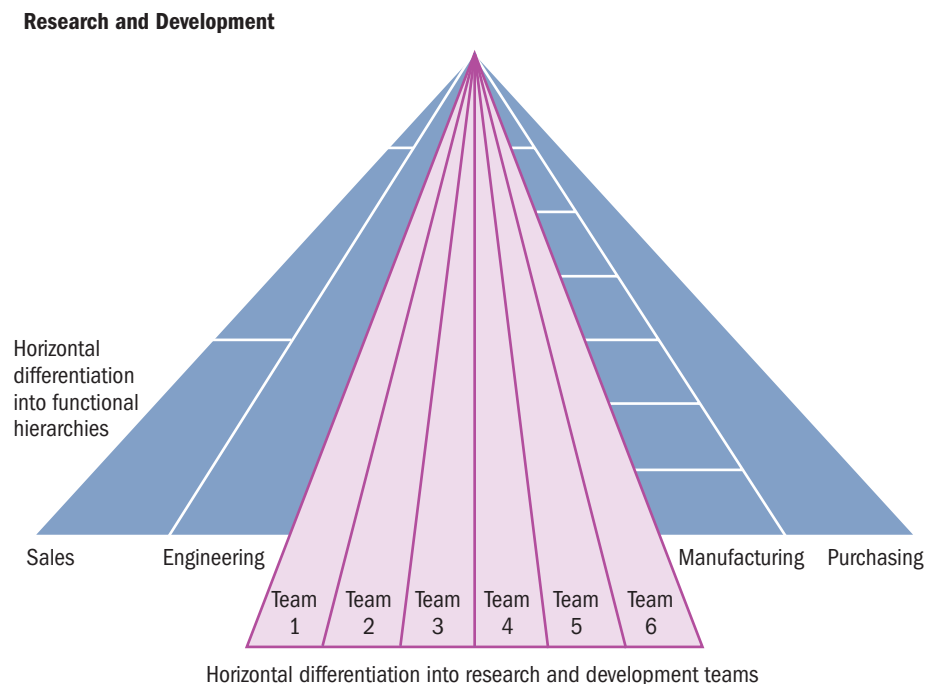 Research and Development
Horizontal
differentiation
into functional
hierarchies
Sales
Engineering
Manufacturing
Purchasing
Team
1
Team
2
Team
3
Team
4
Team
5
Team
6
Horizontal differentiation into research and development teams